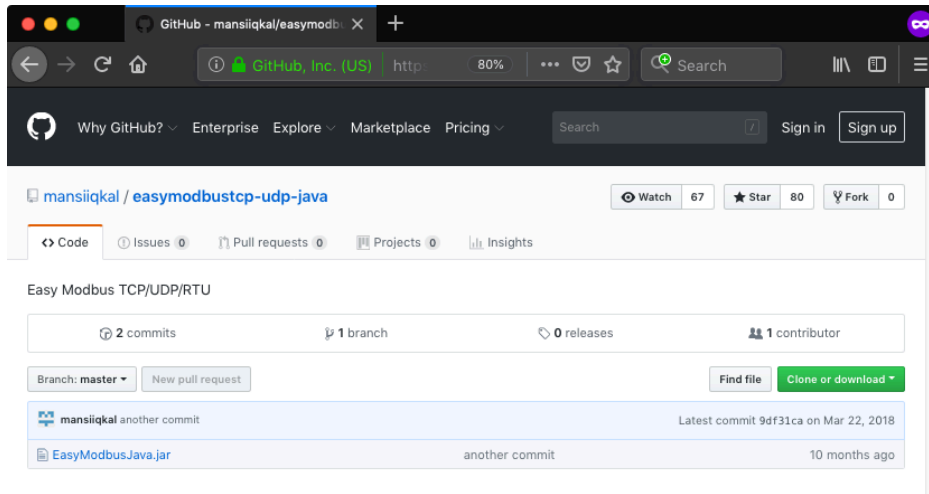 GitHub - mansiiqkal/easymodbu
GitHub, Inc. (US) https 80% Search
Why GitHub? Enterprise Explore Marketplace Pricing Search / Sign in Sign up
mansiiqkal / easymodbustcp-udp-java Watch 67 Star 80 Fork 0
<> Code Issues 0 Pull requests 0 Projects 0 Insights
Easy Modbus TCP/UDP/RTU
2 commits 1 branch 0 releases 1 contributor
Branch: master New pull request Find file Clone or download
mansiiqkal another commit Latest commit 9df31ca on Mar 22, 2018
EasyModbusJava.jar another commit 10 months ago